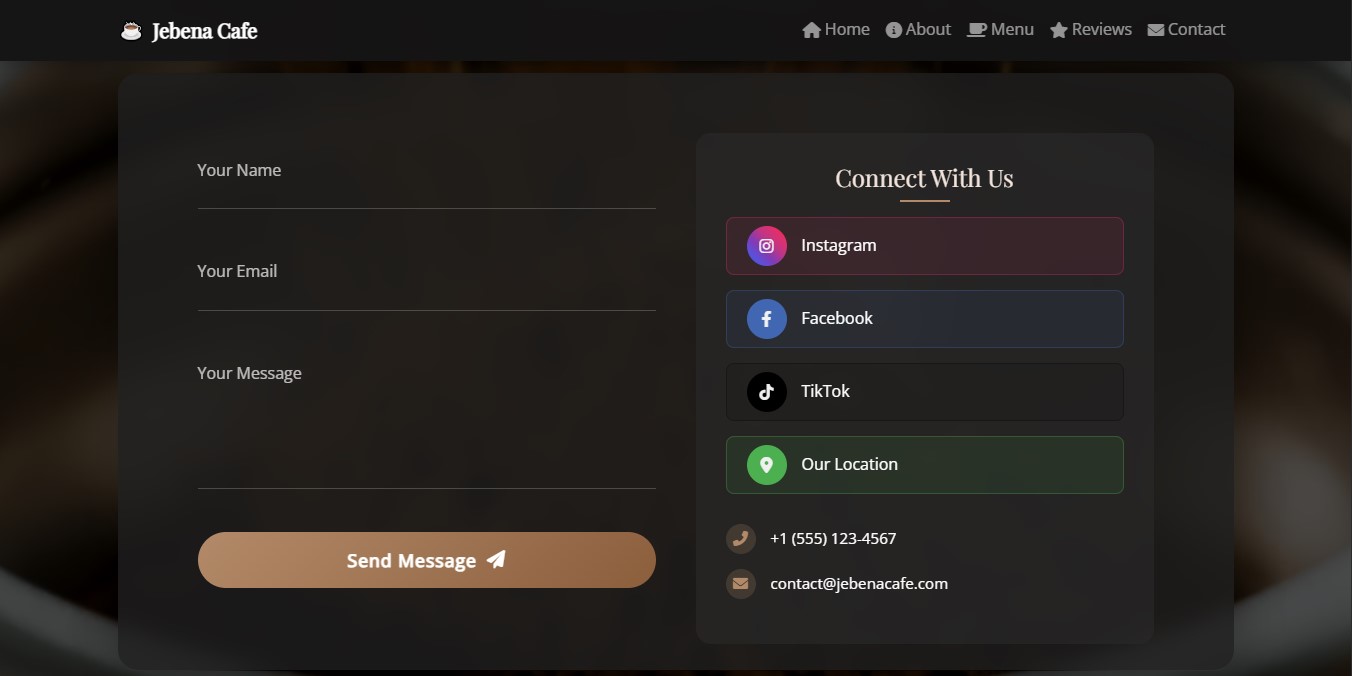 Jebena Cafe
Home About Menu Reviews Contact
Your Name
Your Email
Your Message
Send Message
Connect With Us
Instagram
Facebook
TikTok
Our Location
+1 (555) 123-4567
contact@jebenacafe.com